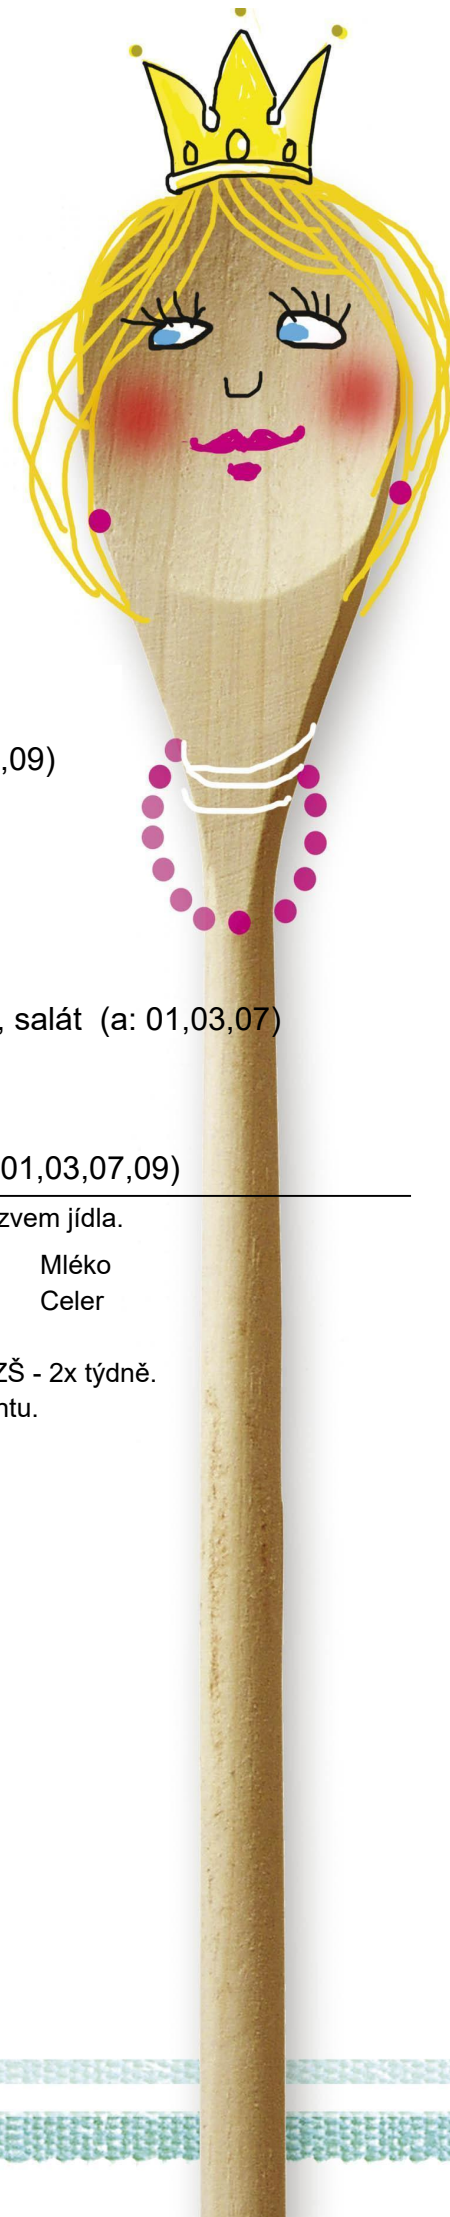 ,09)
, salát (a: 01,03,07)
01,03,07,09)
zvem jídla.
Mléko
Celer
ZŠ - 2x týdně.
ntu.